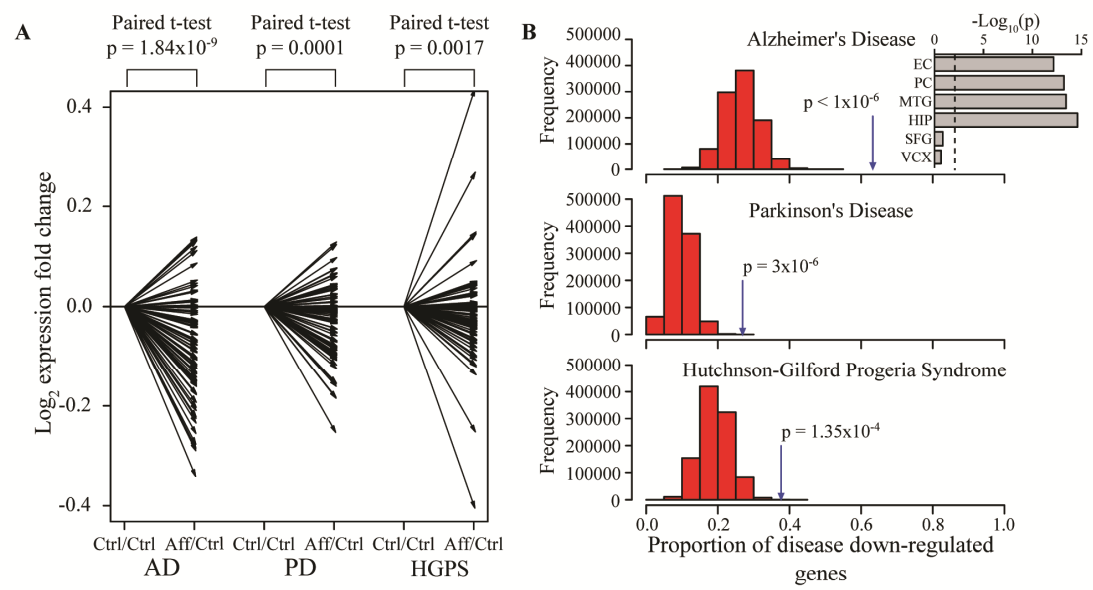 A
Paired t-test
p = 1.84x10-9
Paired t-test
p = 0.0001
Paired t-test
p = 0.0017
Log2 expression fold change
0.4
0.2
0.0
-0.2
-0.4
Ctrl/Ctrl Aff/Ctrl Ctrl/Ctrl Aff/Ctrl Ctrl/Ctrl Aff/Ctrl
AD PD HGPS
B
Alzheimer's Disease
Frequency
500000
400000
300000
200000
100000
0
p < 1x10-6
-Log10(p)
0 5 10 15
EC
PC
MTG
HIP
SFG
VCX
Parkinson's Disease
Frequency
500000
400000
300000
200000
100000
0
p = 3x10-6
Hutchnson-Gilford Progeria Syndrome
Frequency
500000
400000
300000
200000
100000
0
p = 1.35x10-4
0.0 0.2 0.4 0.6 0.8 1.0
Proportion of disease down-regulated
genes